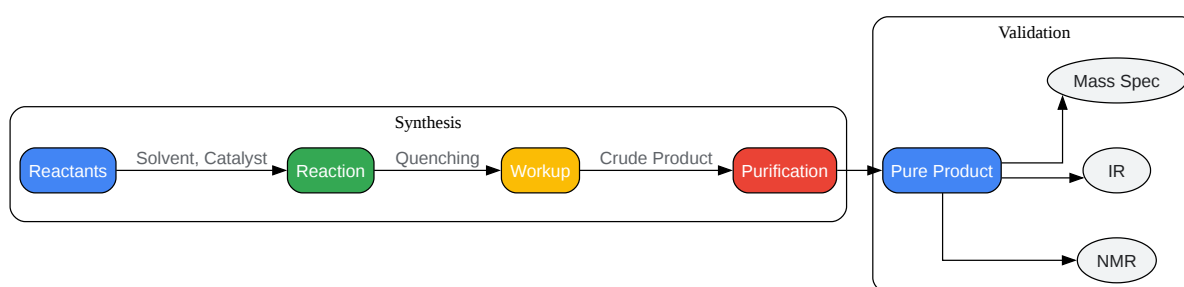 Validation
Mass Spec
Synthesis
Reactants
Solvent, Catalyst
Reaction
Quenching
Workup
Crude Product
Purification
Pure Product
IR
NMR